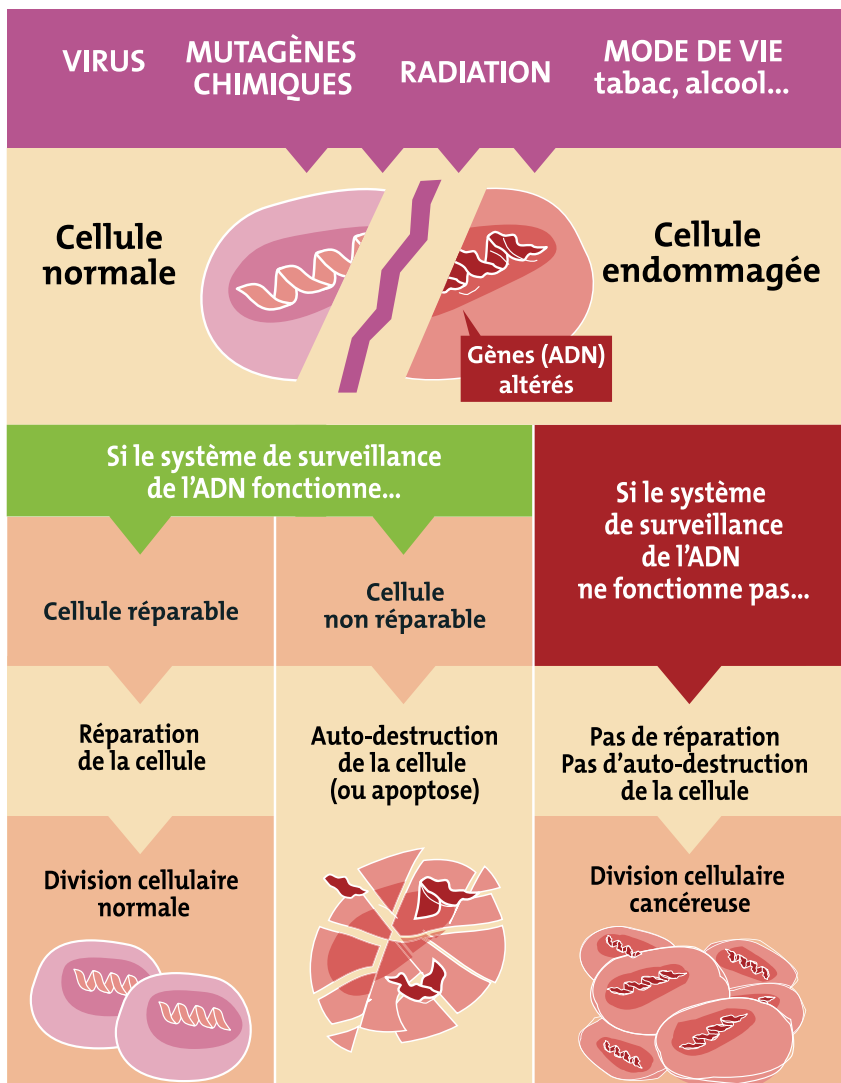 VIRUS
MUTAGÈNES
CHIMIQUES
RADIATION
MODE DE VIE
tabac, alcool...
Cellule
normale
Cellule
endommagée
Gènes (ADN)
altérés
Si le système de surveillance
de l'ADN fonctionne...
Si le système
de surveillance
de l'ADN
ne fonctionne pas...
Cellule réparable
Cellule
non réparable
Réparation
de la cellule
Auto-destruction
de la cellule
(ou apoptose)
Pas de réparation
Pas d'auto-destruction
de la cellule
Division cellulaire
normale
Division cellulaire
cancéreuse